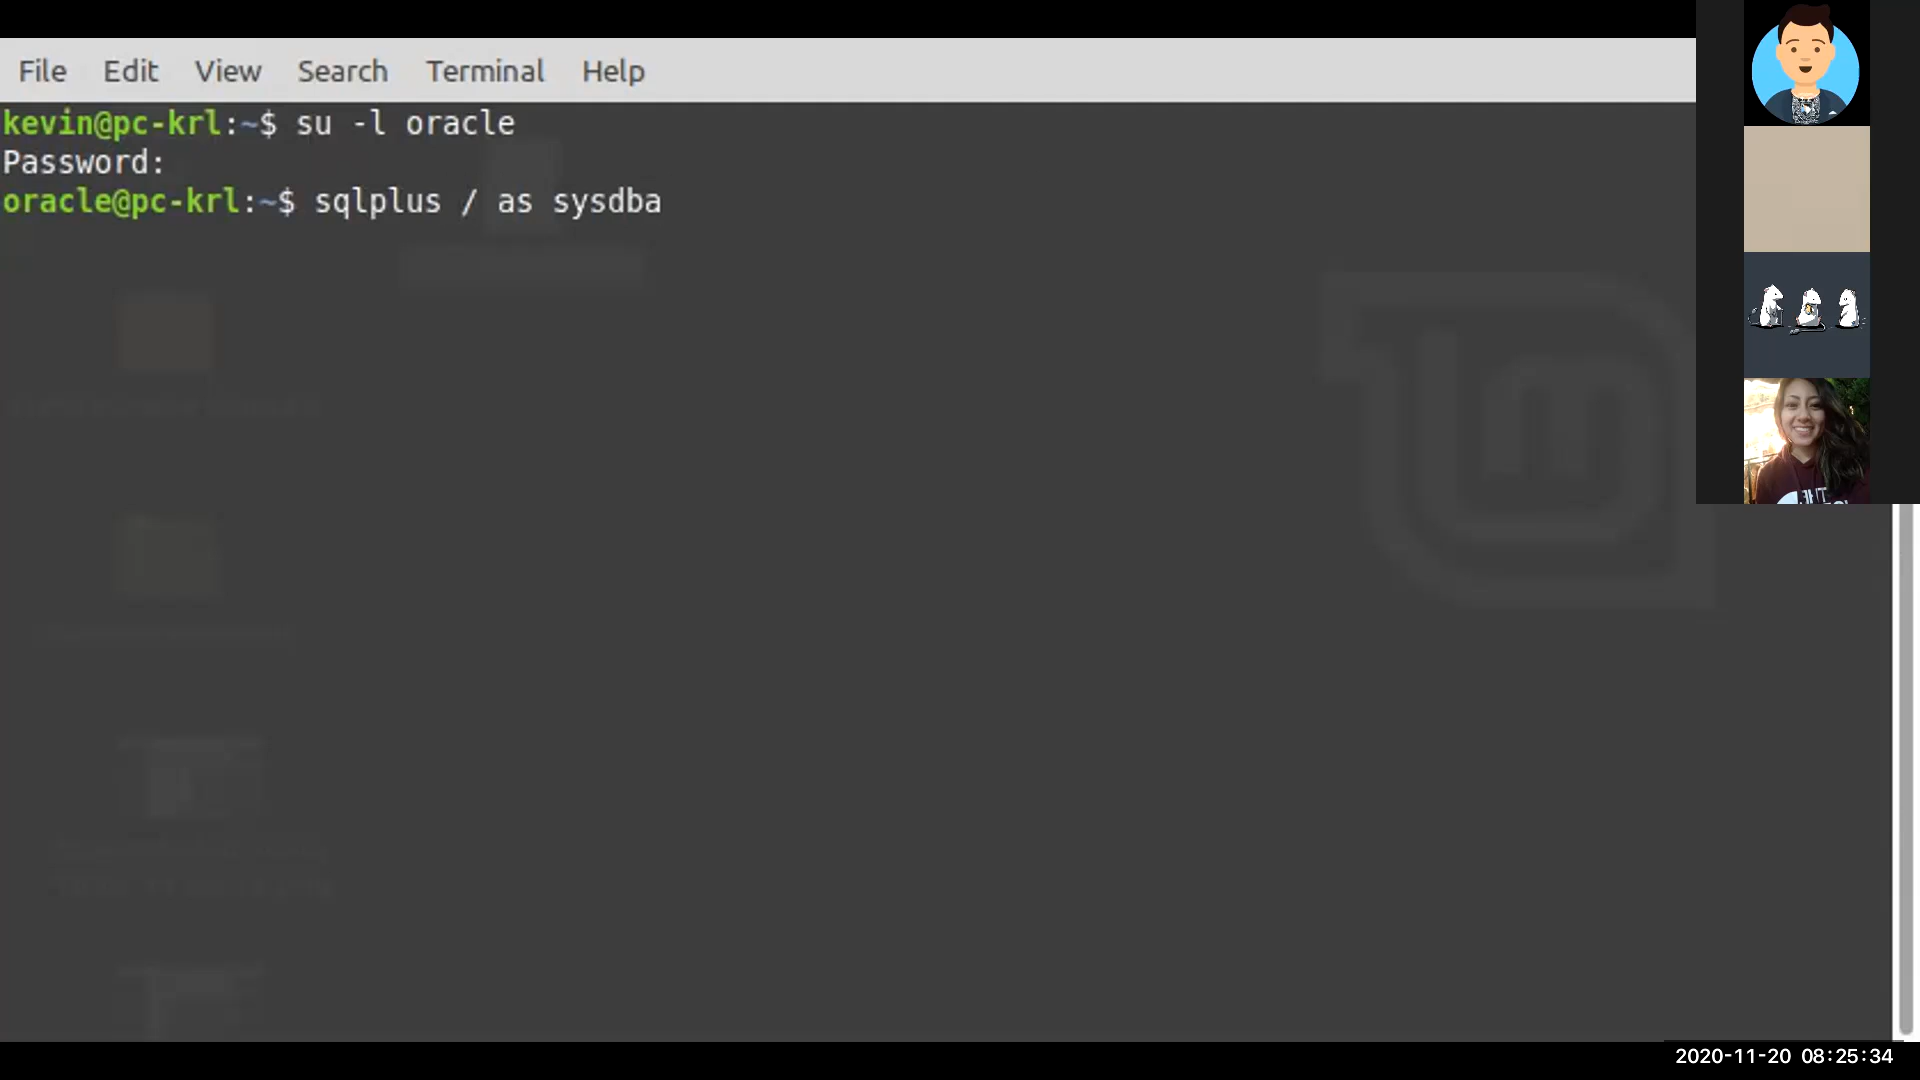 File Edit View Search Terminal Help
kevin@pc-krl:~$ su -l oracle
Password:
oracle@pc-krl:~$ sqlplus / as sysdba
2020-11-20 08:25:34